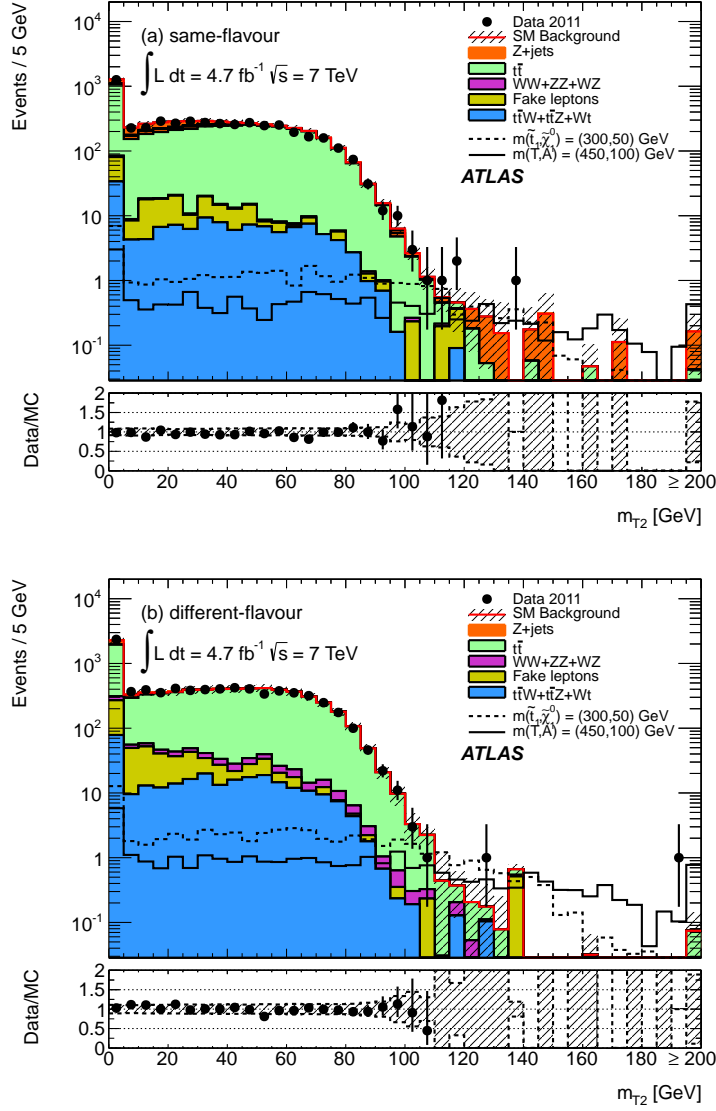 Events / 5 GeV
10⁴
10³
10²
10
1
10⁻¹
(a) same-flavour
∫ L dt = 4.7 fb⁻¹ √s = 7 TeV
Data 2011
SM Background
Z+jets
tt̄
WW+ZZ+WZ
Fake leptons
tt̄W+tt̄Z+Wt
m(t̃₁,χ̃⁰₁) = (300,50) GeV
m(T,A₀) = (450,100) GeV
ATLAS
Data/MC
2
1.5
1
0.5
0
0 20 40 60 80 100 120 140 160 180 ≥ 200
m_T2 [GeV]
Events / 5 GeV
10⁴
10³
10²
10
1
10⁻¹
(b) different-flavour
∫ L dt = 4.7 fb⁻¹ √s = 7 TeV
Data 2011
SM Background
Z+jets
tt̄
WW+ZZ+WZ
Fake leptons
tt̄W+tt̄Z+Wt
m(t̃₁,χ̃⁰₁) = (300,50) GeV
m(T,A₀) = (450,100) GeV
ATLAS
Data/MC
2
1.5
1
0.5
0
0 20 40 60 80 100 120 140 160 180 ≥ 200
m_T2 [GeV]